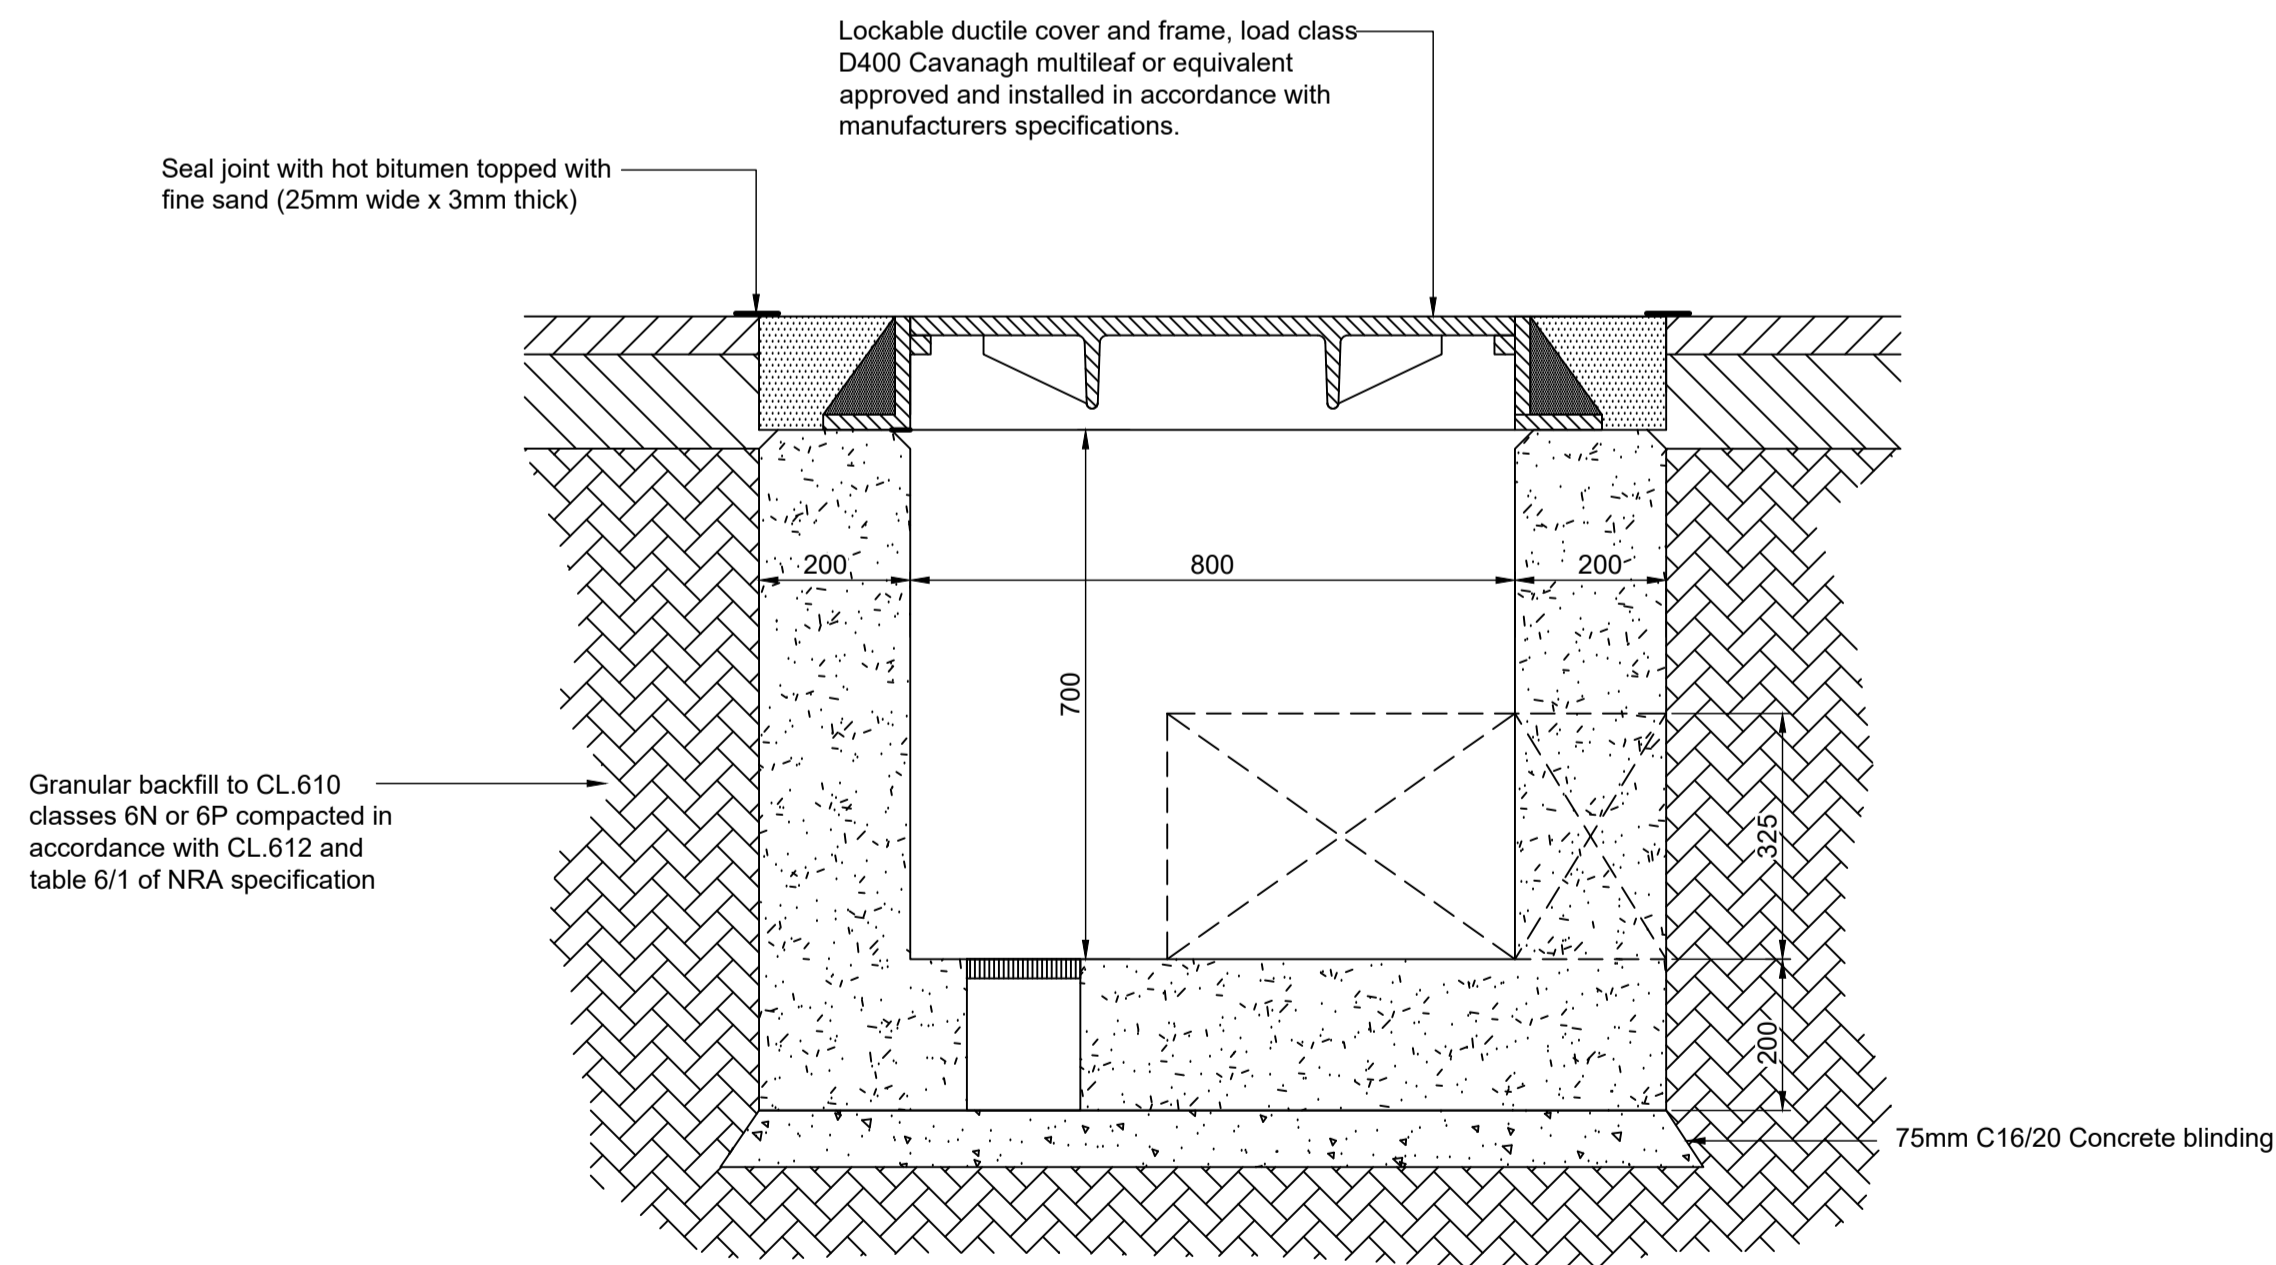 Lockable ductile cover and frame, load class
D400 Cavanagh multileaf or equivalent
approved and installed in accordance with
manufacturers specifications.
Seal joint with hot bitumen topped with
fine sand (25mm wide x 3mm thick)
200
800
200
700
Granular backfill to CL.610
classes 6N or 6P compacted in
accordance with CL.612 and
table 6/1 of NRA specification
325
200
75mm C16/20 Concrete blinding